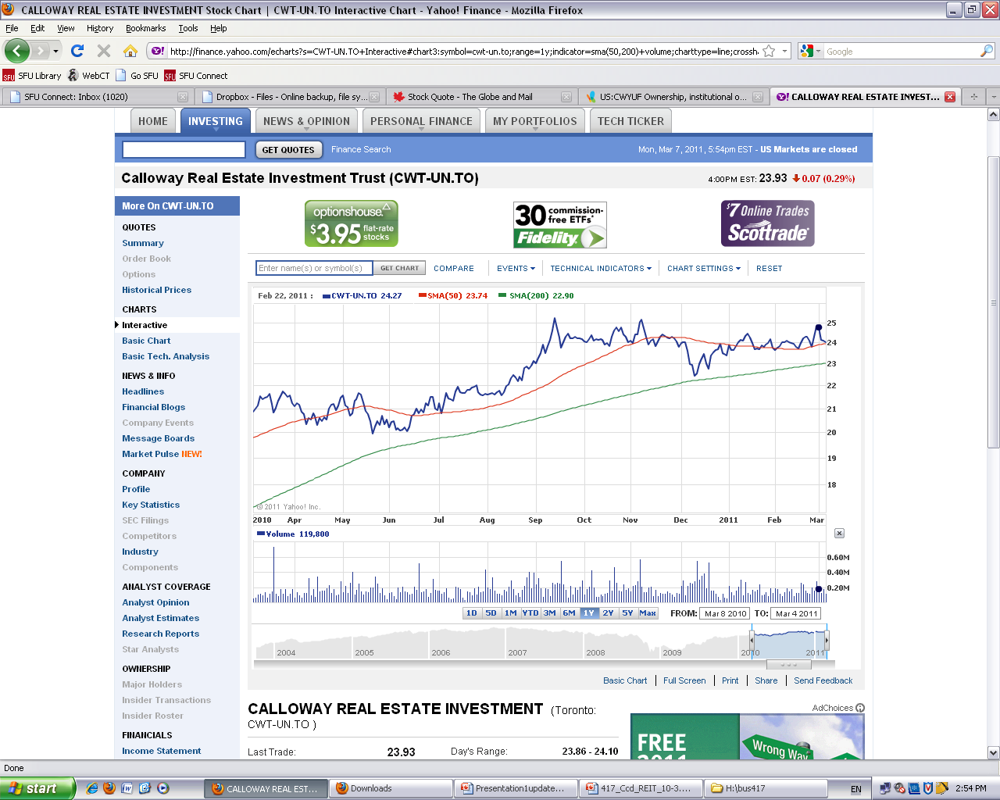 CALLOWAY REAL ESTATE INVESTMENT Stock Chart | CWT-UN.TO Interactive Chart - Yahoo! Finance - Mozilla Firefox
File Edit View History Bookmarks Tools Help
http://finance.yahoo.com/echarts?s=CWT-UN.TO+Interactive#chart3:symbol=cwt-un.to;range=1y;indicator=sma(50,200)+volume;charttype=line;crossh
Google
SFU Library WebCT Go SFU SFU Connect
SFU Connect: Inbox (1020) Dropbox - Files - Online backup, file sy... Stock Quote - The Globe and Mail US:CWYUF Ownership, institutional o... CALLOWAY REAL ESTATE INVEST...
HOME INVESTING NEWS & OPINION PERSONAL FINANCE MY PORTFOLIOS TECH TICKER
GET QUOTES Finance Search Mon, Mar 7, 2011, 5:54pm EST - US Markets are closed
Calloway Real Estate Investment Trust (CWT-UN.TO) 4:00PM EST: 23.93 0.07 (0.29%)
More On CWT-UN.TO
QUOTES
Summary
Order Book
Options
Historical Prices
CHARTS
Interactive
Basic Chart
Basic Tech. Analysis
NEWS & INFO
Headlines
Financial Blogs
Company Events
Message Boards
Market Pulse NEW!
COMPANY
Profile
Key Statistics
SEC Filings
Competitors
Industry
Components
ANALYST COVERAGE
Analyst Opinion
Analyst Estimates
Research Reports
Star Analysts
OWNERSHIP
Major Holders
Insider Transactions
Insider Roster
FINANCIALS
Income Statement
optionshouse
$3.95 flat-rate stocks
30 commission-free ETFs*
Fidelity
$7 Online Trades
Scottrade
Enter name(s) or symbol(s) GET CHART COMPARE EVENTS TECHNICAL INDICATORS CHART SETTINGS RESET
Feb 22, 2011 : CWT-UN.TO 24.27 SMA(50) 23.74 SMA(200) 22.90
25
24
23
22
21
20
19
18
© 2011 Yahoo! Inc.
2010 Apr May Jun Jul Aug Sep Oct Nov Dec 2011 Feb Mar
Volume 119,800
0.60M
0.40M
0.20M
1D 5D 1M YTD 3M 6M 1Y 2Y 5Y Max FROM: Mar 8 2010 TO: Mar 4 2011
2004 2005 2006 2007 2008 2009 2010 2011
Basic Chart Full Screen Print Share Send Feedback
CALLOWAY REAL ESTATE INVESTMENT (Toronto:
CWT-UN.TO )
Last Trade: 23.93 Day's Range: 23.86 - 24.10
AdChoices
FREE
2011
Wrong Way
Done
start CALLOWAY REAL EST... Downloads Presentation1update... 417_Ccd_REIT_10-3.... H:\bus417 EN 2:54 PM